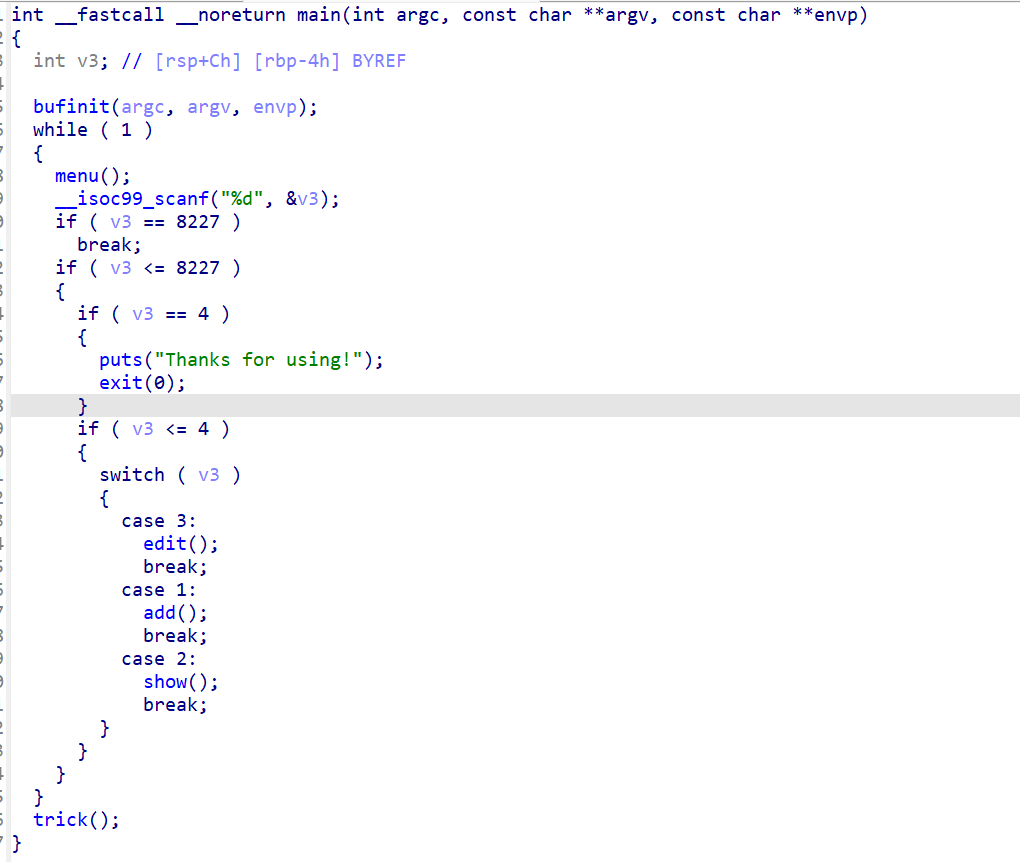 int __fastcall __noreturn main(int argc, const char **argv, const char **envp)
{
  int v3; // [rsp+Ch] [rbp-4h] BYREF

  bufinit(argc, argv, envp);
  while ( 1 )
  {
    menu();
    __isoc99_scanf("%d", &v3);
    if ( v3 == 8227 )
      break;
    if ( v3 <= 8227 )
    {
      if ( v3 == 4 )
      {
        puts("Thanks for using!");
        exit(0);
      }
      if ( v3 <= 4 )
      {
        switch ( v3 )
        {
          case 3:
            edit();
            break;
          case 1:
            add();
            break;
          case 2:
            show();
            break;
        }
      }
    }
  }
  trick();
}